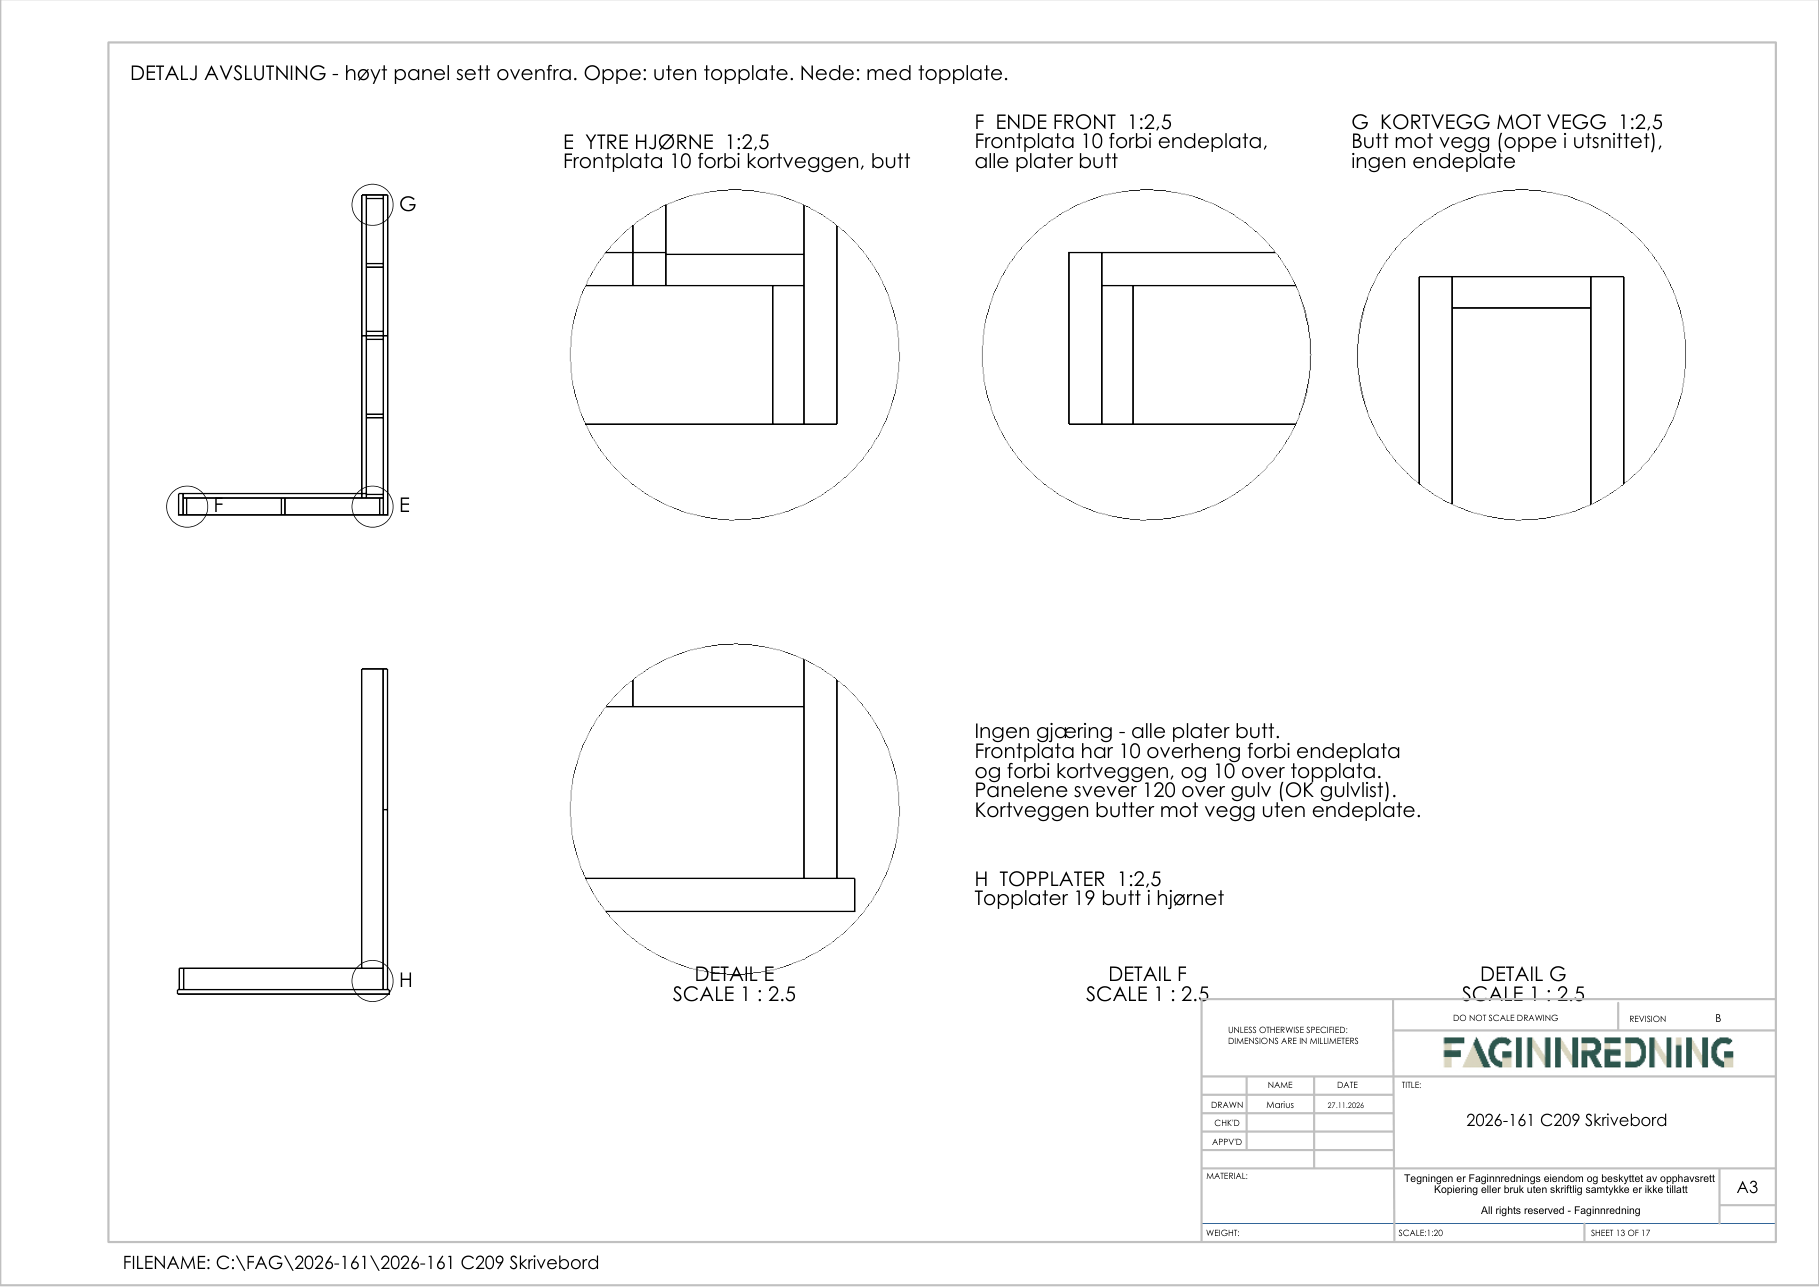 DETALJ AVSLUTNING - høyt panel sett ovenfra. Oppe: uten topplate. Nede: med topplate.
E  YTRE HJØRNE  1:2,5
Frontplata 10 forbi kortveggen, butt
F  ENDE FRONT  1:2,5
Frontplata 10 forbi endeplata,
alle plater butt
G  KORTVEGG MOT VEGG  1:2,5
Butt mot vegg (oppe i utsnittet),
ingen endeplate
G
F
E
Ingen gjæring - alle plater butt.
Frontplata har 10 overheng forbi endeplata
og forbi kortveggen, og 10 over topplata.
Panelene svever 120 over gulv (OK gulvlist).
Kortveggen butter mot vegg uten endeplate.
H  TOPPLATER  1:2,5
Topplater 19 butt i hjørnet
H
DETAIL E
SCALE 1 : 2.5
DETAIL F
SCALE 1 : 2.5
DETAIL G
SCALE 1 : 2.5
UNLESS OTHERWISE SPECIFIED:
DIMENSIONS ARE IN MILLIMETERS
DO NOT SCALE DRAWING
REVISION B
FAGINNREDNING
NAME DATE
DRAWN Marius 27.11.2026
CHK'D
APPV'D
TITLE:
2026-161 C209 Skrivebord
MATERIAL:
Tegningen er Faginnrednings eiendom og beskyttet av opphavsrett
Kopiering eller bruk uten skriftlig samtykke er ikke tillatt
All rights reserved - Faginnredning
A3
WEIGHT:
SCALE:1:20
SHEET 13 OF 17
FILENAME: C:\FAG\2026-161\2026-161 C209 Skrivebord